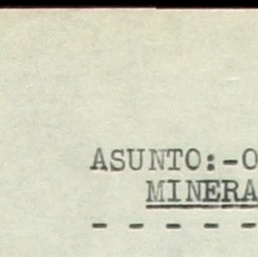 ASUNTO:-O
MINERA
- - - - -